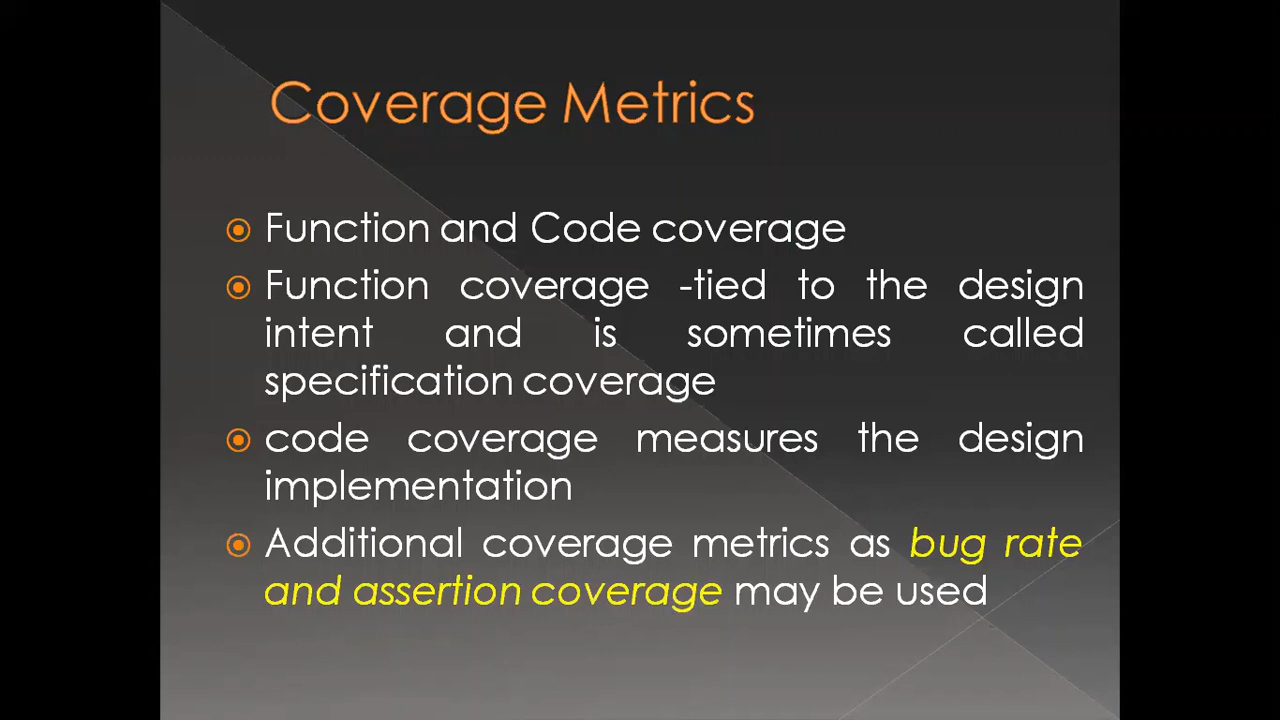 Coverage Metrics
Function and Code coverage
Function coverage -tied to the design
intent and is sometimes called
specification coverage
code coverage measures the design
implementation
Additional coverage metrics as bug rate
and assertion coverage may be used